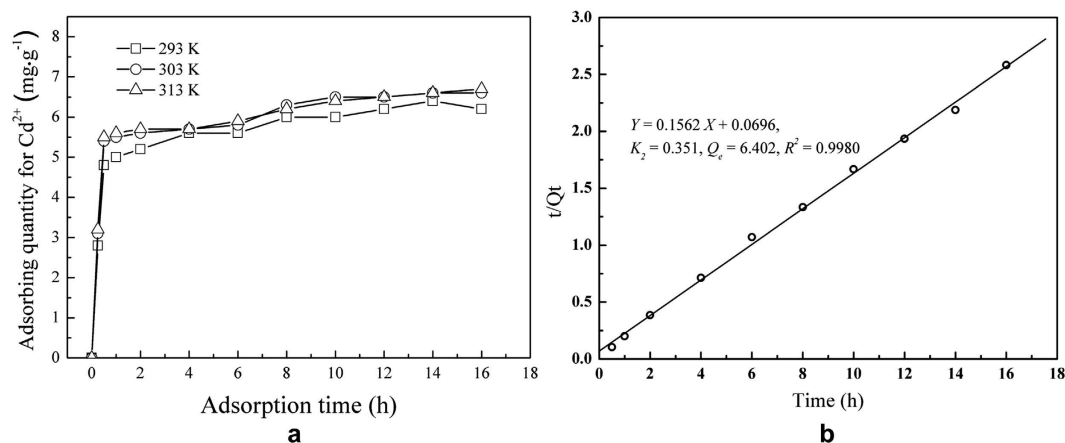 a
8
7
6
5
4
3
2
1
0
Adsorbing quantity for Cd²⁺ (mg·g⁻¹)
293 K
303 K
313 K
0 2 4 6 8 10 12 14 16 18
Adsorption time (h)
a
b
3.0
2.5
2.0
1.5
1.0
0.5
0.0
t/Qt
Y = 0.1562 X + 0.0696,
K₂ = 0.351, Qₑ = 6.402, R² = 0.9980
0 2 4 6 8 10 12 14 16 18
Time (h)
b